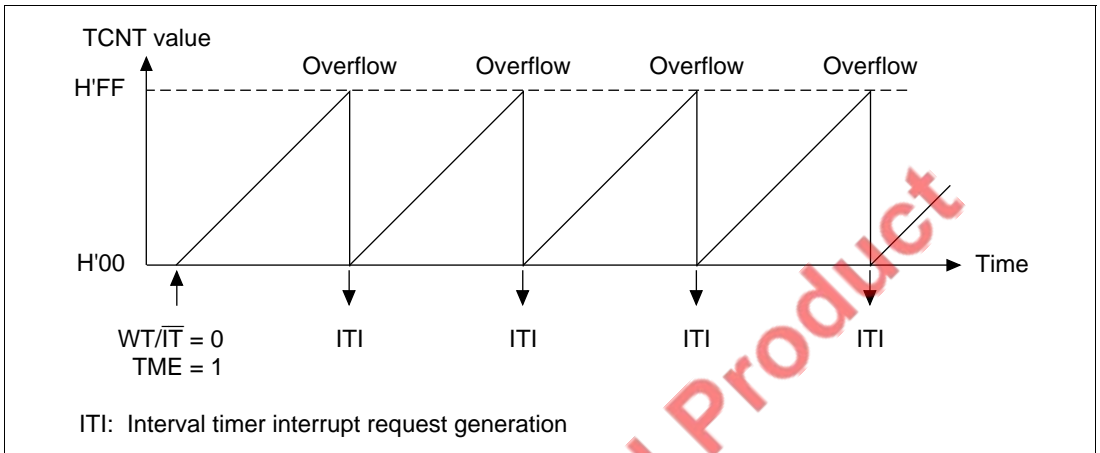 TCNT value
Overflow Overflow Overflow Overflow
H'FF
H'00
Time
WT/I̅T̅ = 0
TME = 1
ITI ITI ITI ITI
ITI: Interval timer interrupt request generation
Product